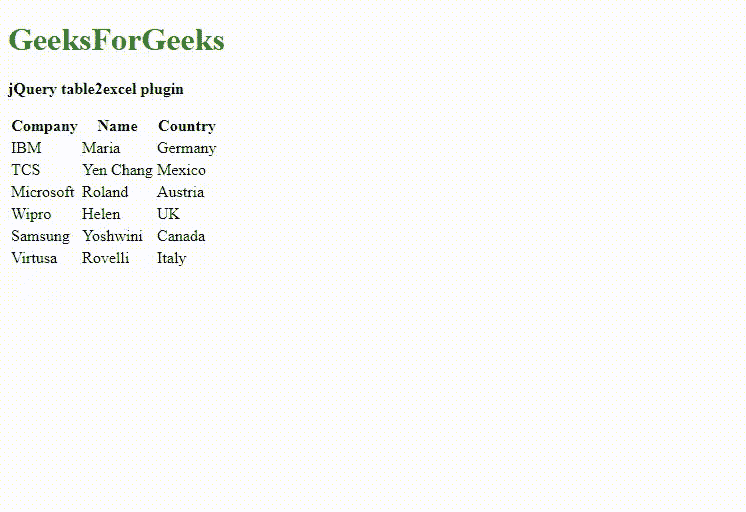 GeeksForGeeks
jQuery table2excel plugin
Company Name Country
IBM Maria Germany
TCS Yen Chang Mexico
Microsoft Roland Austria
Wipro Helen UK
Samsung Yoshwini Canada
Virtusa Rovelli Italy